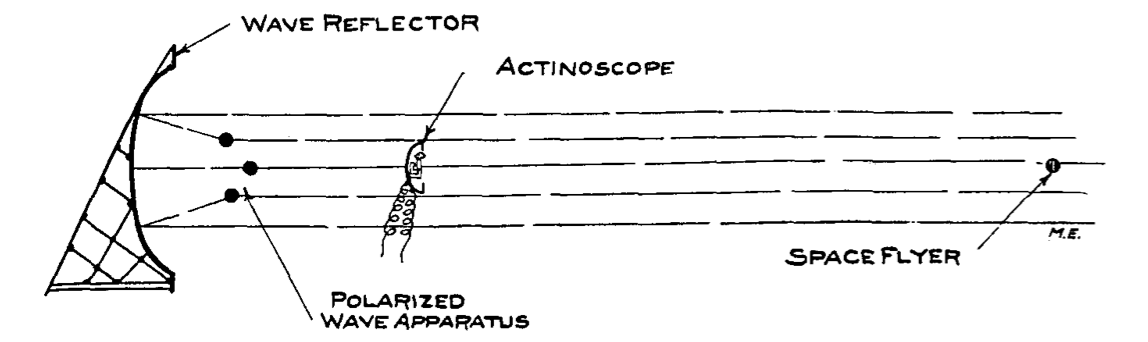 WAVE REFLECTOR
ACTINOSCOPE
M.E.
SPACE FLYER
POLARIZED
WAVE APPARATUS